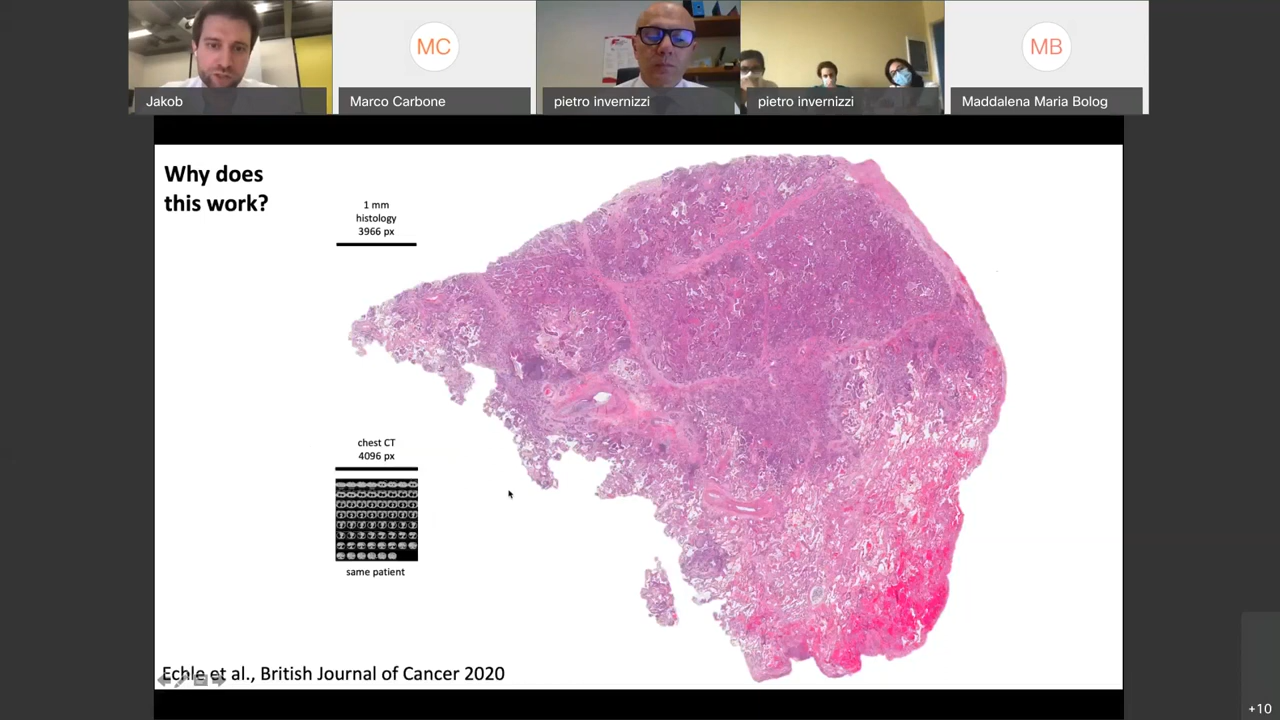 MC
MB
Jakob
Marco Carbone
pietro invernizzi
pietro invernizzi
Maddalena Maria Bolog
Why does
this work?
1 mm
histology
3966 px
chest CT
4096 px
same patient
Echle et al., British Journal of Cancer 2020
+10